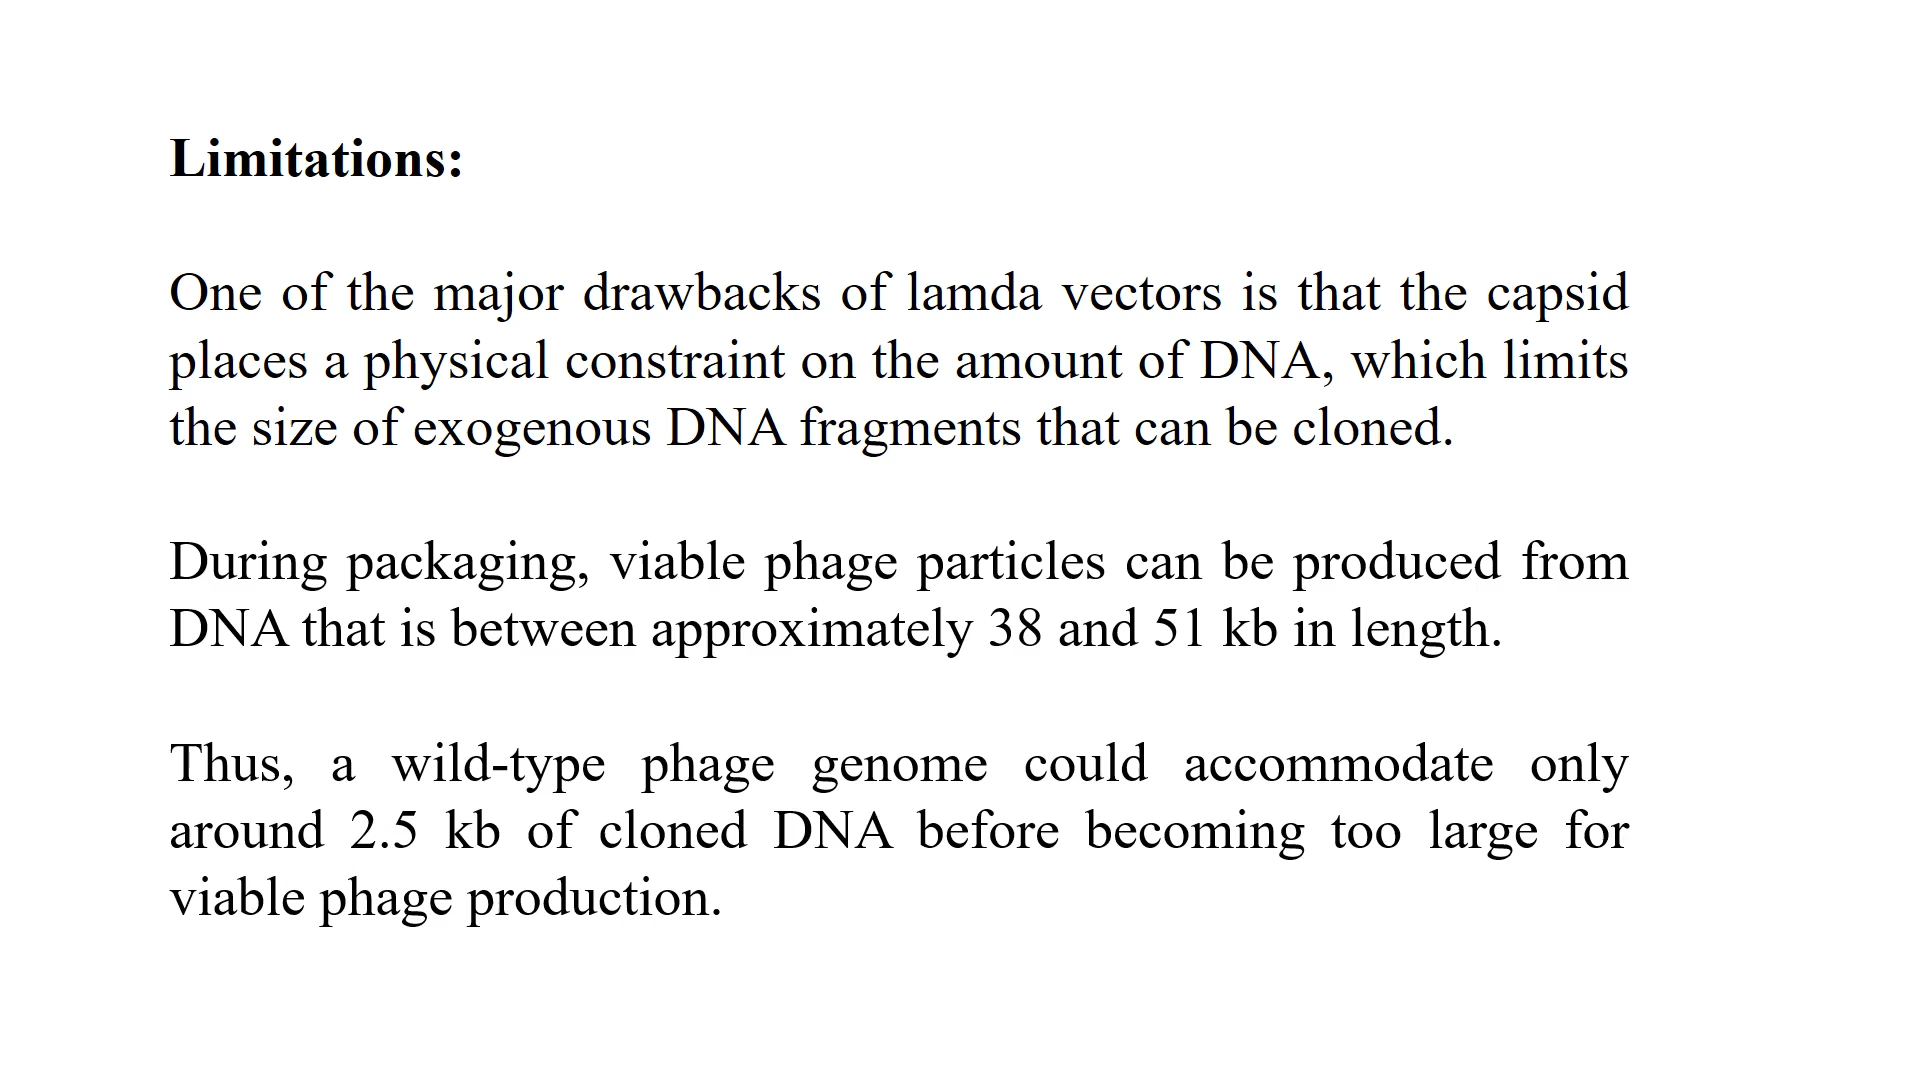 Limitations:
One of the major drawbacks of lamda vectors is that the capsid
places a physical constraint on the amount of DNA, which limits
the size of exogenous DNA fragments that can be cloned.
During packaging, viable phage particles can be produced from
DNA that is between approximately 38 and 51 kb in length.
Thus, a wild-type phage genome could accommodate only
around 2.5 kb of cloned DNA before becoming too large for
viable phage production.